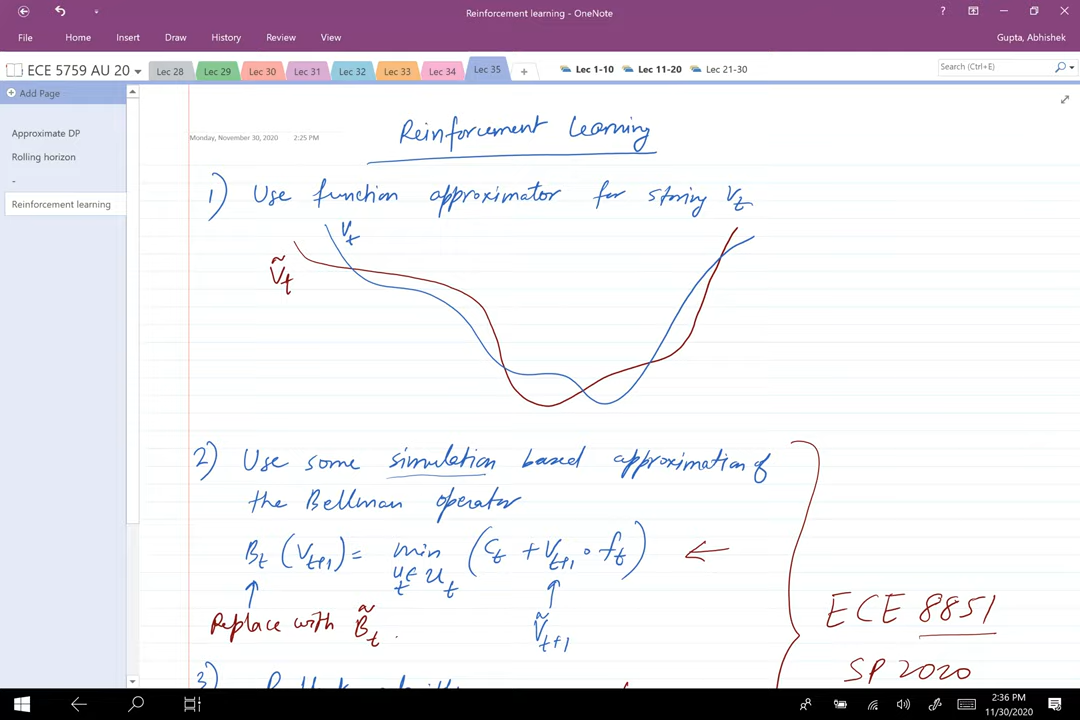 Reinforcement learning - OneNote
?
File
Home
Insert
Draw
History
Review
View
Gupta, Abhishek
ECE 5759 AU 20
Lec 28
Lec 29
Lec 30
Lec 31
Lec 32
Lec 33
Lec 34
Lec 35
+
Lec 1-10
Lec 11-20
Lec 21-30
Search (Ctrl+E)
Add Page
Approximate DP
Rolling horizon
-
Reinforcement learning
Monday, November 30, 2020 2:25 PM
Reinforcement learning
1) Use function approximator for storing V_t
V_t
Ṽ_t
2) Use some simulation based approximation of
the Bellman operator
B_t (V_{t+1}) = min_{u_t ∈ U_t} (C_t + V_{t+1} ∘ f_t) ←
Replace with B̃_t.
Ṽ_{t+1}
ECE 8851
SP 2020
3)
2:36 PM
11/30/2020